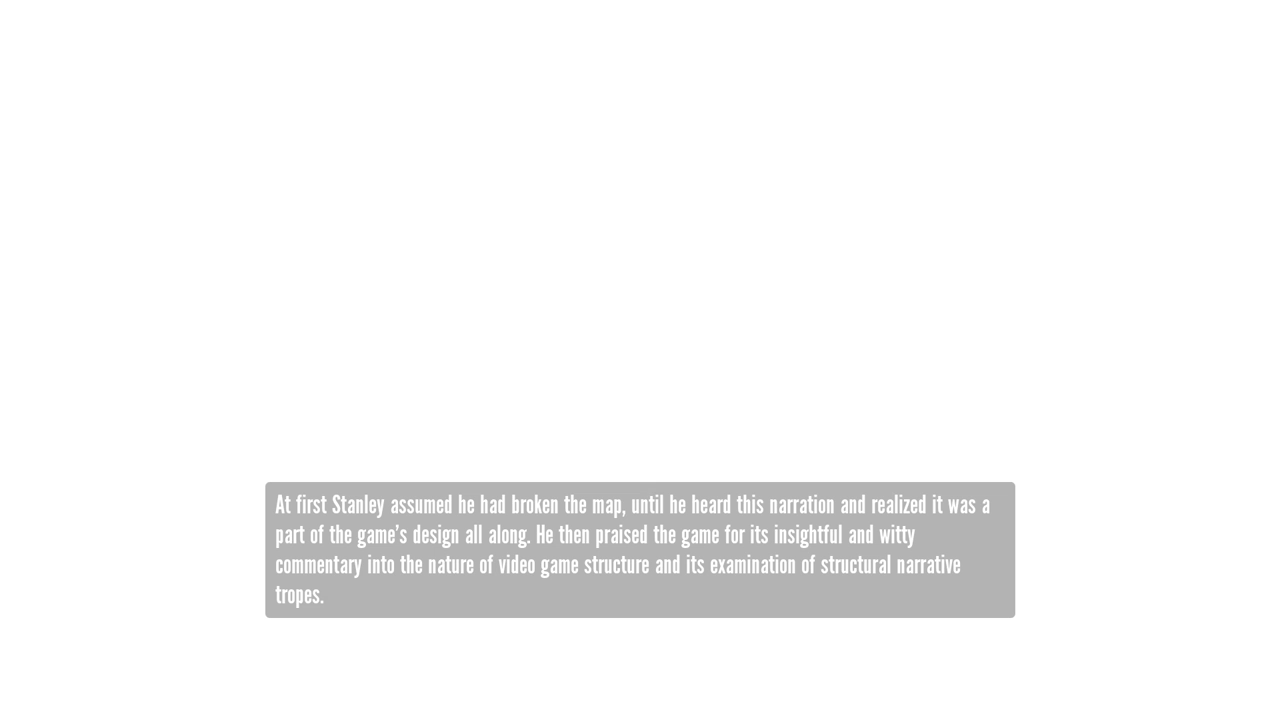 At first Stanley assumed he had broken the map, until he heard this narration and realized it was a
part of the game’s design all along. He then praised the game for its insightful and witty
commentary into the nature of video game structure and its examination of structural narrative
tropes.